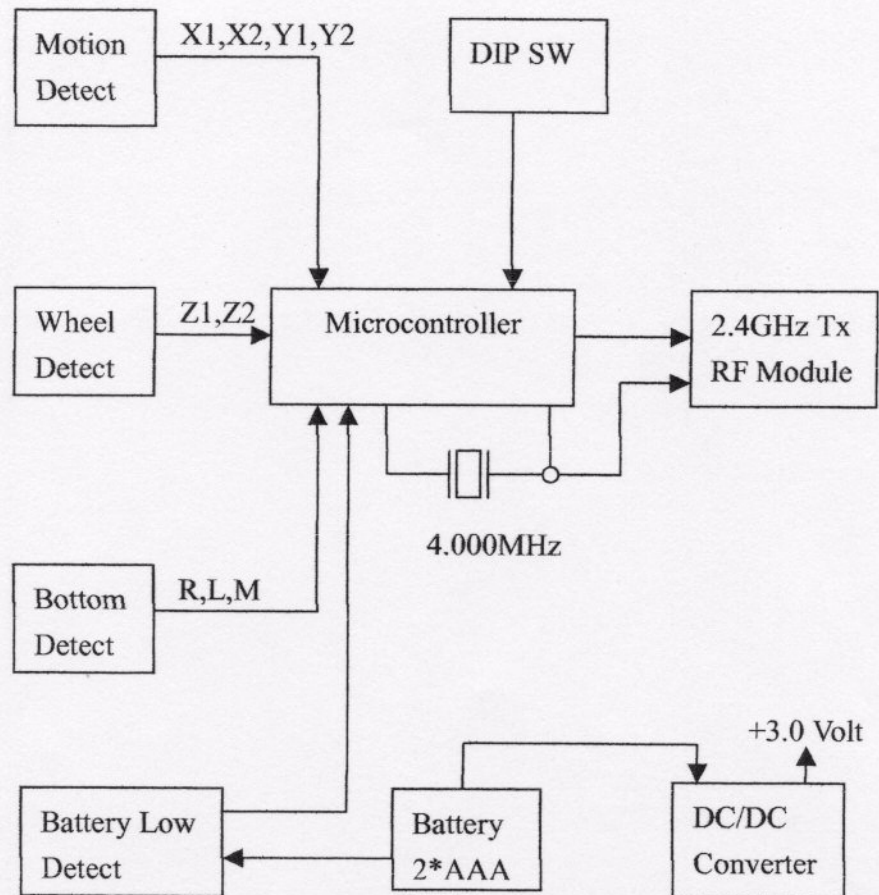 Motion
Detect
X1,X2,Y1,Y2
DIP SW
Wheel
Detect
Z1,Z2
Microcontroller
2.4GHz Tx
RF Module
4.000MHz
Bottom
Detect
R,L,M
+3.0 Volt
Battery Low
Detect
Battery
2*AAA
DC/DC
Converter